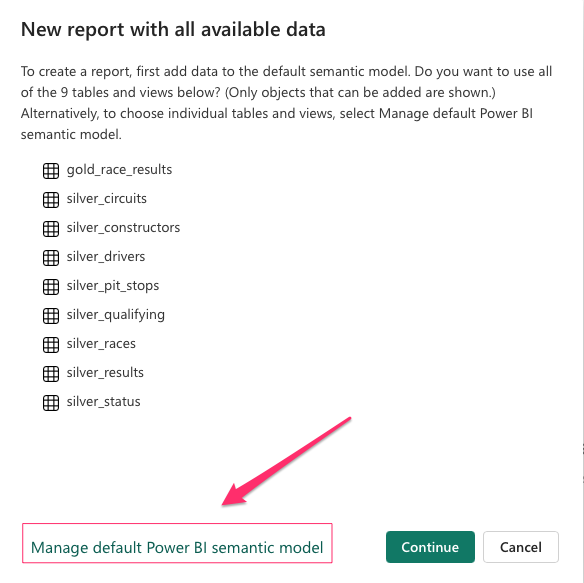 New report with all available data
To create a report, first add data to the default semantic model. Do you want to use all
of the 9 tables and views below? (Only objects that can be added are shown.)
Alternatively, to choose individual tables and views, select Manage default Power BI
semantic model.
gold_race_results
silver_circuits
silver_constructors
silver_drivers
silver_pit_stops
silver_qualifying
silver_races
silver_results
silver_status
Manage default Power BI semantic model
Continue
Cancel